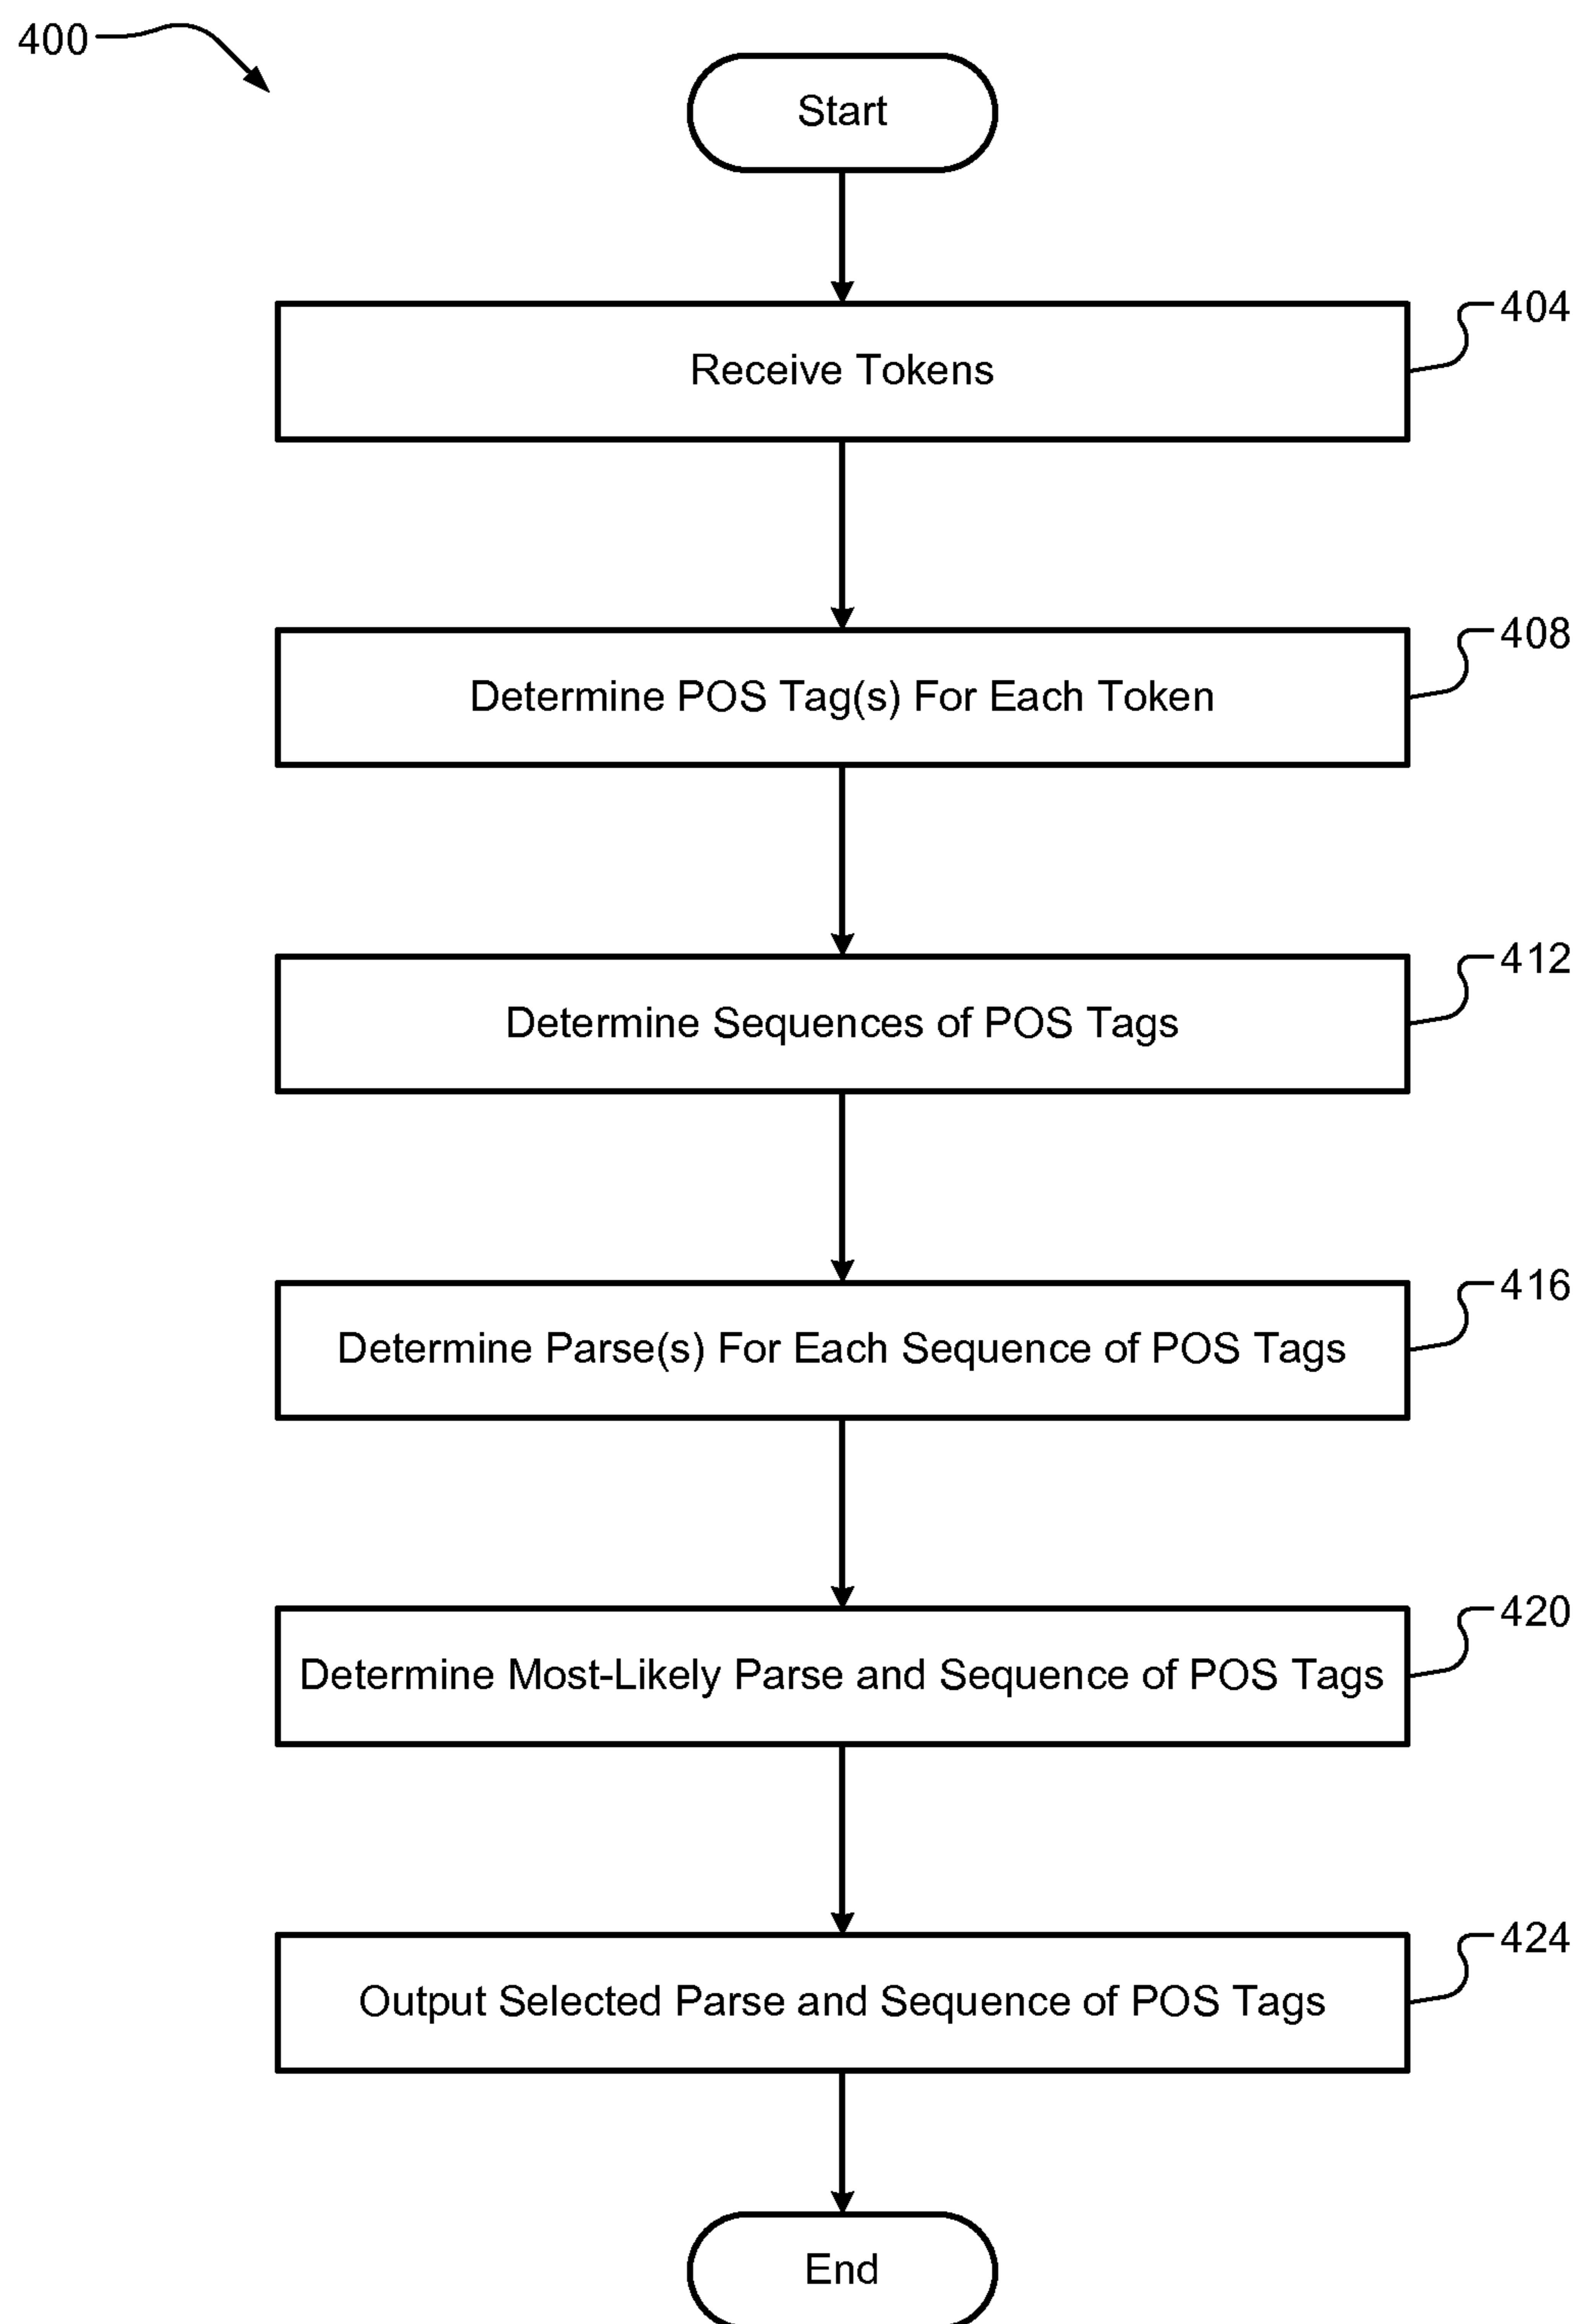 400
Start
Receive Tokens
404
Determine POS Tag(s) For Each Token
408
Determine Sequences of POS Tags
412
Determine Parse(s) For Each Sequence of POS Tags
416
Determine Most-Likely Parse and Sequence of POS Tags
420
Output Selected Parse and Sequence of POS Tags
424
End